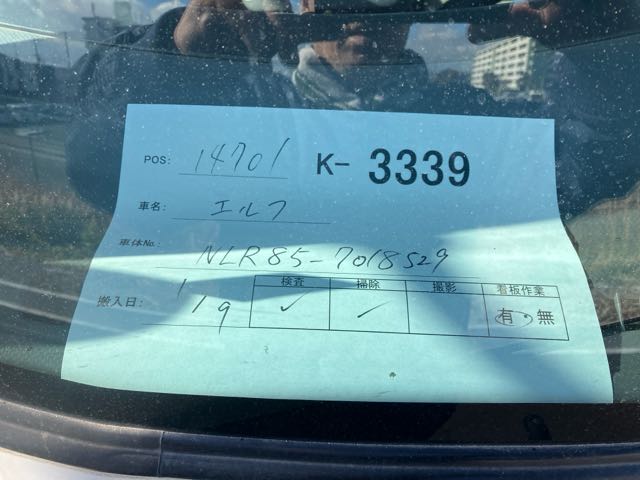 POS: 14701 K- 3339
車名: エルフ
車体No. NLR85-7018529
検査 掃除 撮影 看板作業
搬入日: 1/19 ✓ ✓ 有・無